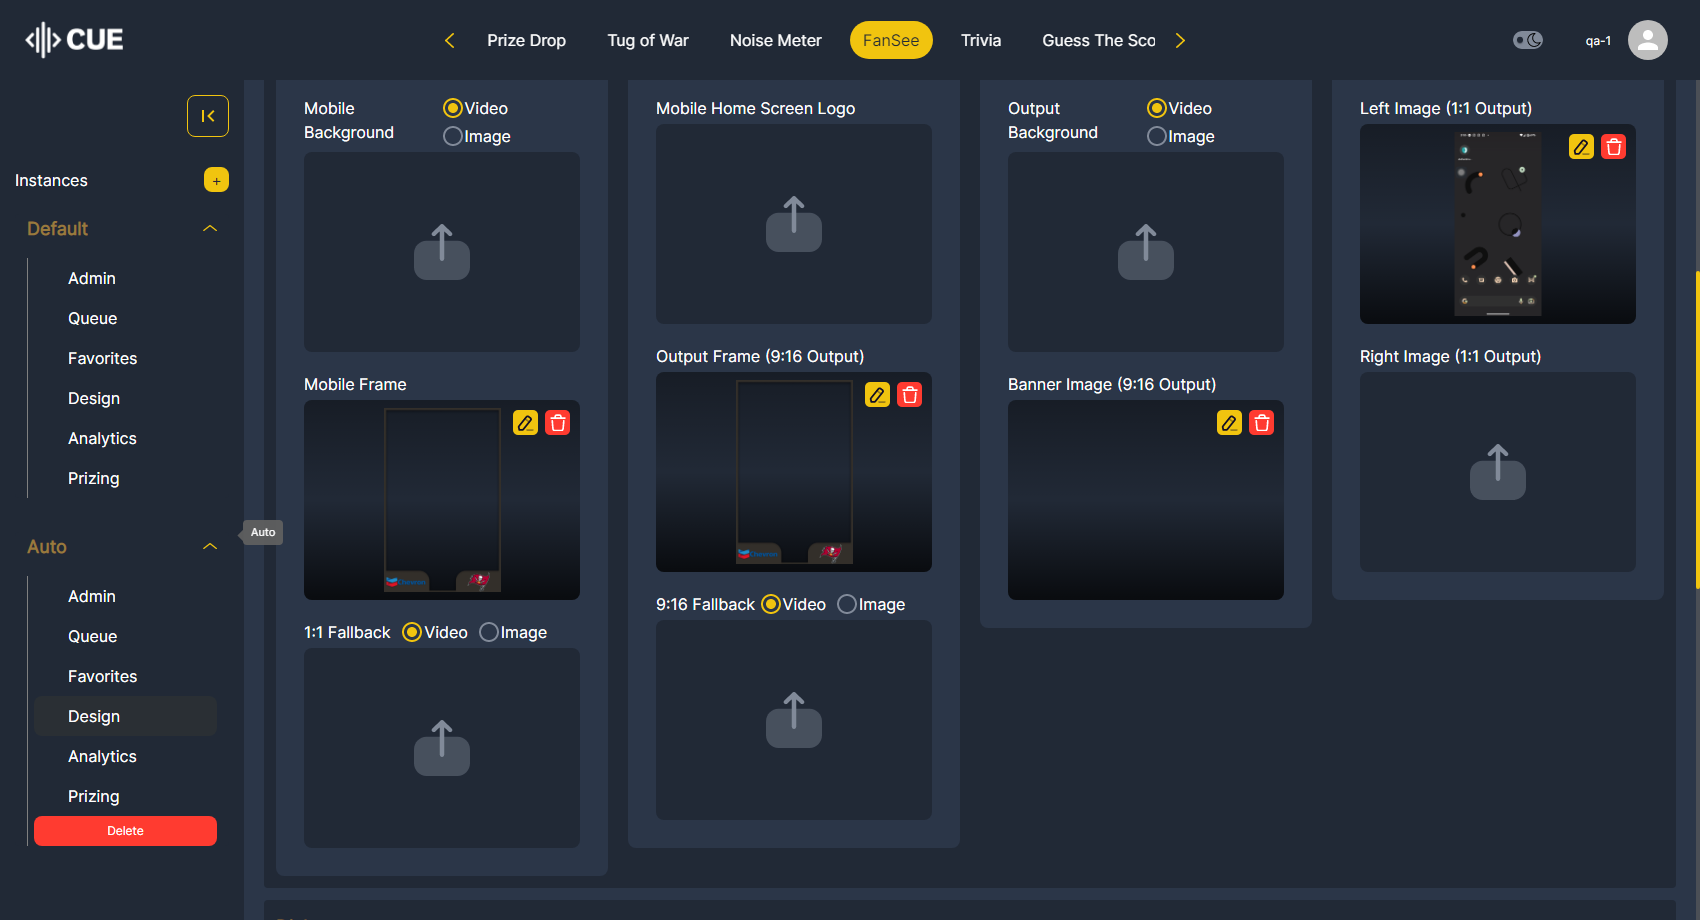 CUE
Prize Drop
Tug of War
Noise Meter
FanSee
Trivia
Guess The Sco
qa-1
Instances
+
Default
Admin
Queue
Favorites
Design
Analytics
Prizing
Auto
Auto
Admin
Queue
Favorites
Design
Analytics
Prizing
Delete
Mobile
Background
Video
Image
Mobile Frame
1:1 Fallback
Video
Image
Mobile Home Screen Logo
Output Frame (9:16 Output)
9:16 Fallback
Video
Image
Output
Background
Video
Image
Banner Image (9:16 Output)
Left Image (1:1 Output)
Right Image (1:1 Output)